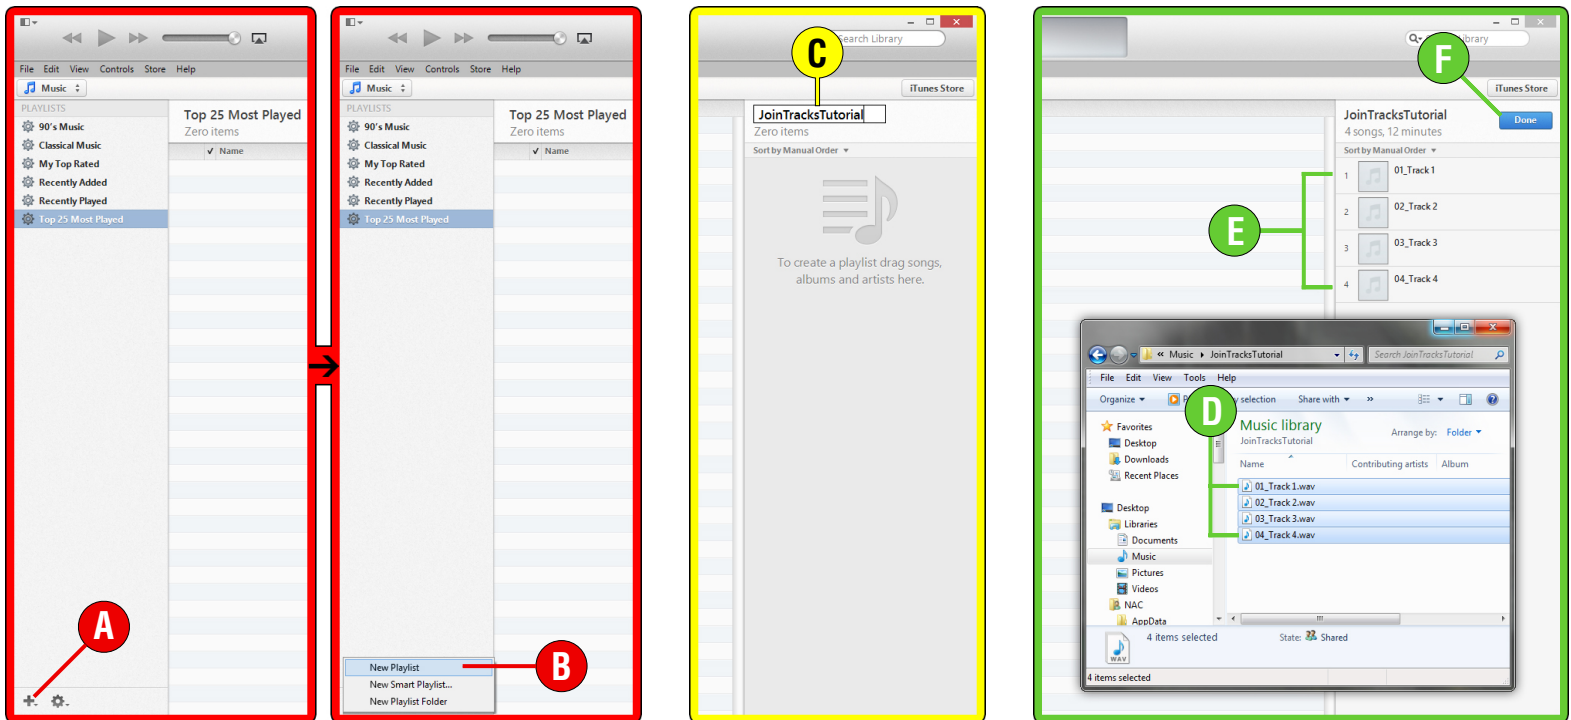 File Edit View Controls Store Help
Music
PLAYLISTS
90's Music
Classical Music
My Top Rated
Recently Added
Recently Played
Top 25 Most Played
Top 25 Most Played
Zero items
✓ Name
A
File Edit View Controls Store Help
Music
PLAYLISTS
90's Music
Classical Music
My Top Rated
Recently Added
Recently Played
Top 25 Most Played
Top 25 Most Played
Zero items
✓ Name
New Playlist
New Smart Playlist...
New Playlist Folder
B
C
Search Library
iTunes Store
JoinTracksTutorial
Zero items
Sort by Manual Order
To create a playlist drag songs,
albums and artists here.
F
iTunes Store
JoinTracksTutorial
Done
4 songs, 12 minutes
Sort by Manual Order
1 01_Track 1
2 02_Track 2
3 03_Track 3
4 04_Track 4
E
« Music JoinTracksTutorial
Search JoinTracksTutorial
File Edit View Tools Help
Organize selection Share with »
D
Favorites
Desktop
Downloads
Recent Places
Desktop
Libraries
Documents
Music
Pictures
Videos
NAC
AppData
Music library
JoinTracksTutorial
Arrange by: Folder
Name Contributing artists Album
01_Track 1.wav
02_Track 2.wav
03_Track 3.wav
04_Track 4.wav
WAV
4 items selected State: Shared
4 items selected